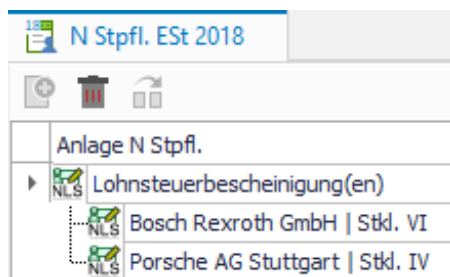 18
N Stpfl. ESt 2018
Anlage N Stpfl.
NLS Lohnsteuerbescheinigung(en)
NLS Bosch Rexroth GmbH | Stkl. VI
NLS Porsche AG Stuttgart | Stkl. IV